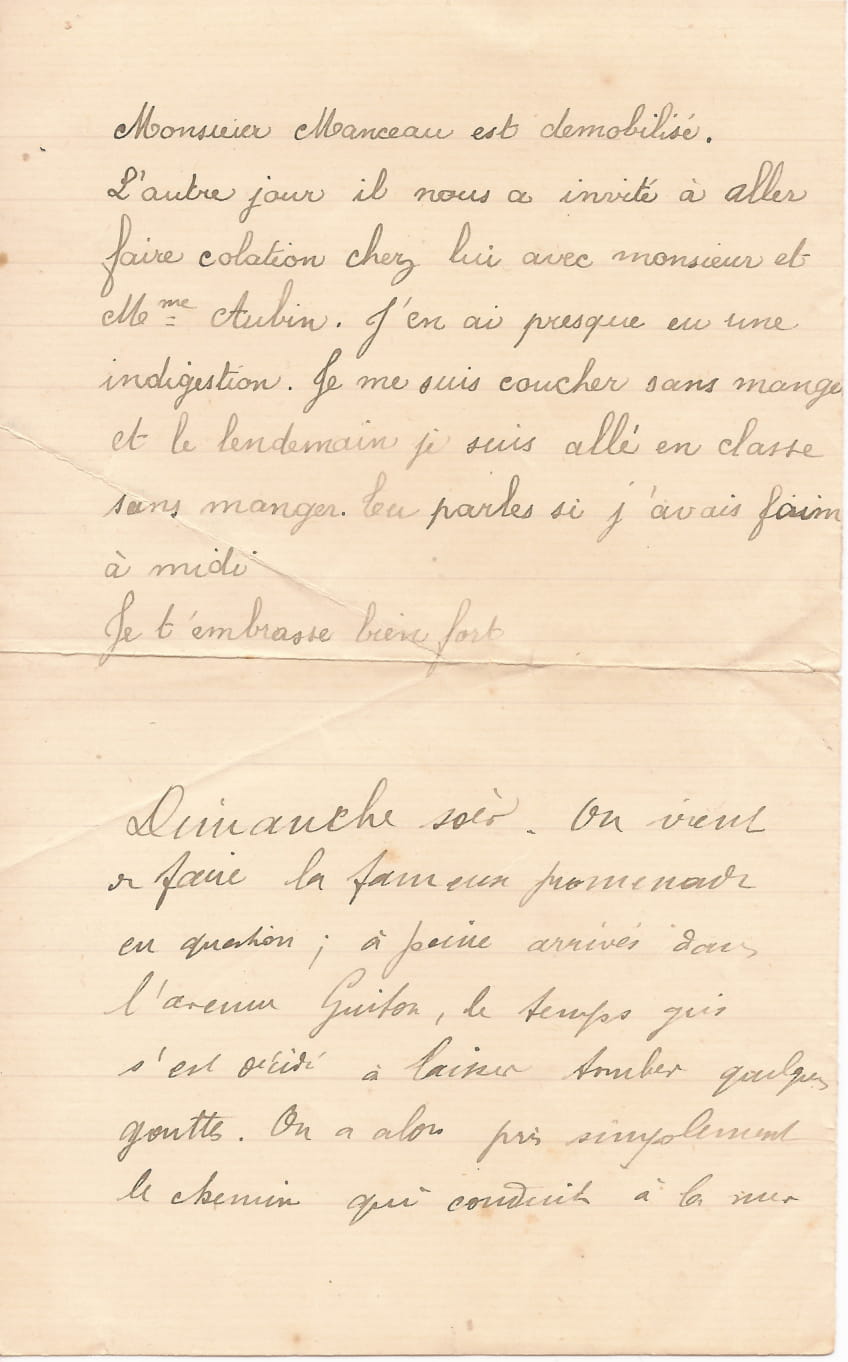 Monsieur Manceau est demobilisé.
L'autre jour il nous a invité à aller
faire colation chez lui avec monsieur et
Mme Aubin. J'en ai presque eu une
indigestion. Je me suis coucher sans mange
et le lendemain je suis allé en classe
sans manger. Tu parles si j'avais faim
à midi
Je t'embrasse bien fort
Dimanche soir. On vient
de faire la fameuse promenade
en question ; à peine arrivés dans
l'avenue Guiton, le temps gris
s'est décidé à laisser tomber quelques
gouttes. On a alors pris simplement
le chemin qui conduit à la mer